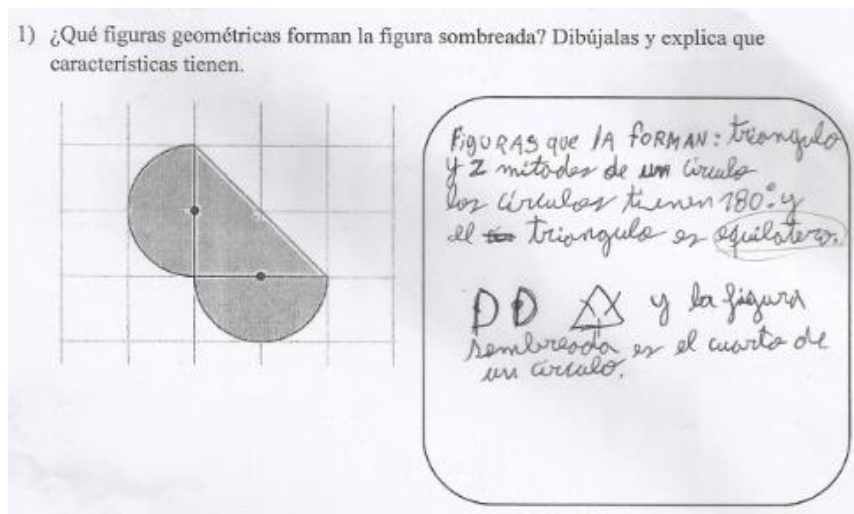 1) ¿Qué figuras geométricas forman la figura sombreada? Dibújalas y explica que
características tienen.
FiGURAS que lA FORMAN: triangulo
y 2 mitades de un circulo
los circulos tienen 180º y
el triangulo es equilatero.
y la figura
sombreada es el cuarto de
un circulo.